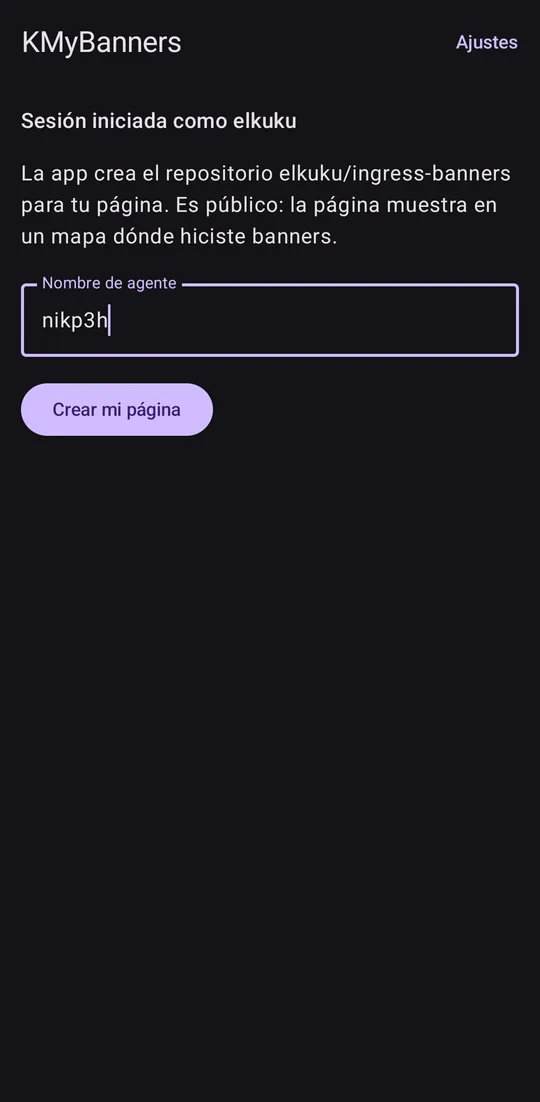 KMyBanners
Ajustes
Sesión iniciada como elkuku
La app crea el repositorio elkuku/ingress-banners
para tu página. Es público: la página muestra en
un mapa dónde hiciste banners.
Nombre de agente
nikp3h
Crear mi página